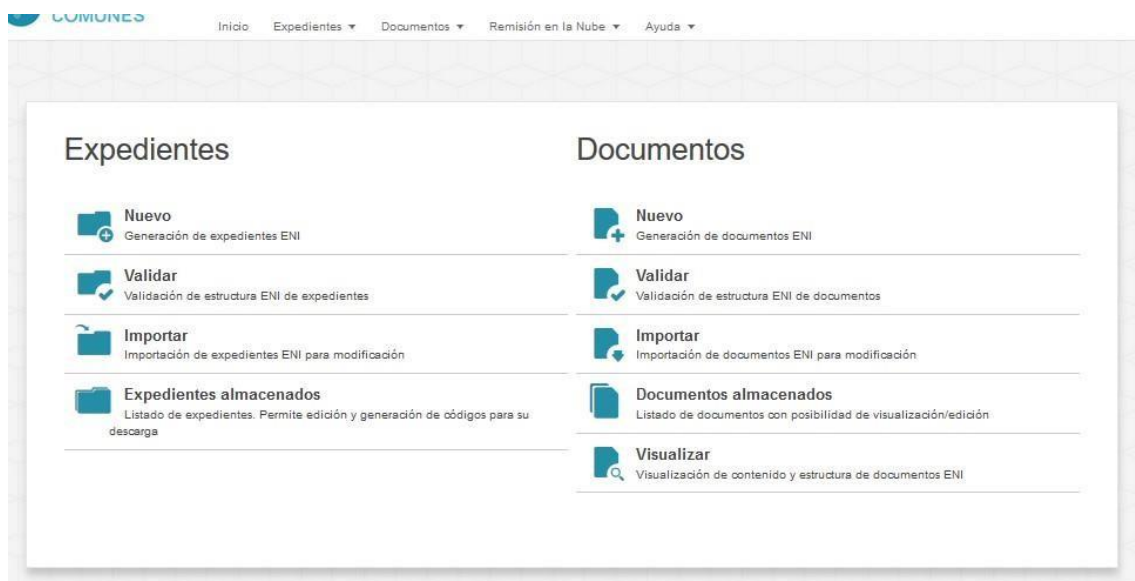 COMUNES
Inicio Expedientes Documentos Remisión en la Nube Ayuda
Expedientes
Nuevo
Generación de expedientes ENI
Validar
Validación de estructura ENI de expedientes
Importar
Importación de expedientes ENI para modificación
Expedientes almacenados
Listado de expedientes. Permite edición y generación de códigos para su
descarga
Documentos
Nuevo
Generación de documentos ENI
Validar
Validación de estructura ENI de documentos
Importar
Importación de documentos ENI para modificación
Documentos almacenados
Listado de documentos con posibilidad de visualización/edición
Visualizar
Visualización de contenido y estructura de documentos ENI